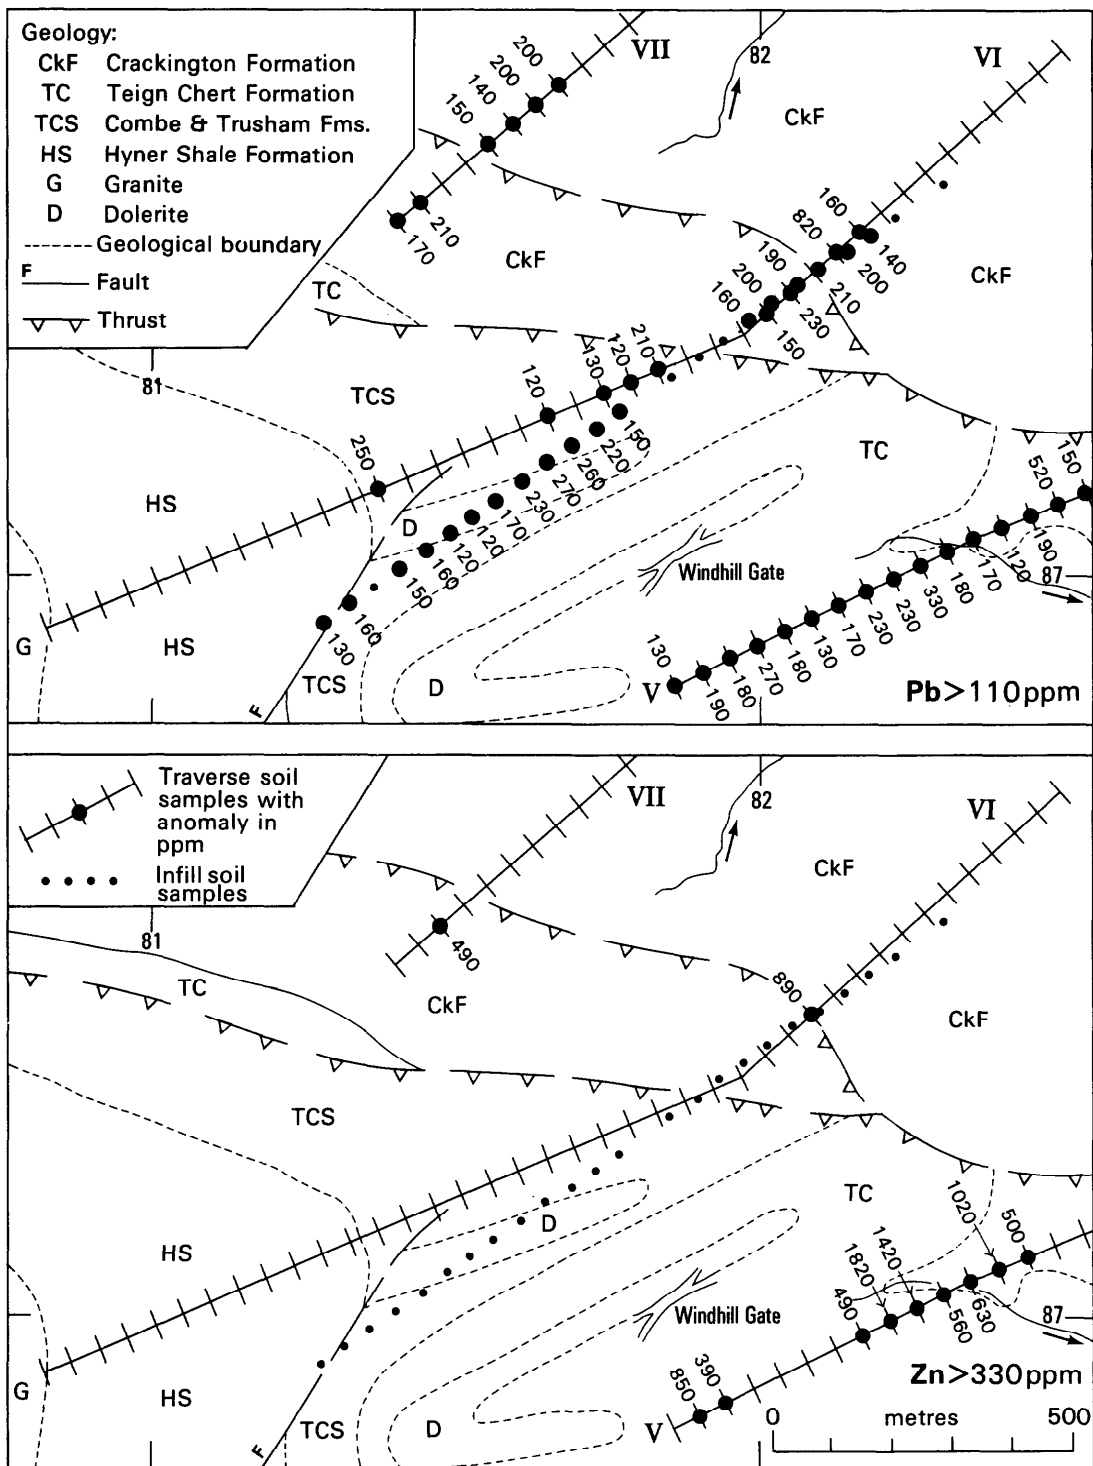 Geology:
CkF Crackington Formation
TC Teign Chert Formation
TCS Combe & Trusham Fms.
HS Hyner Shale Formation
G Granite
D Dolerite
Geological boundary
F Fault
Thrust
VII
82
VI
CkF
200
200
140
150
210
170
CkF
TC
160
820
190
200
160
140
200
210
230
150
CkF
81
TCS
210
120
130
120
250
HS
150
220
260
270
230
170
120
120
160
150
160
130
D
TC
Windhill Gate
150
520
190
120
87
170
180
330
230
230
170
130
180
270
180
190
130
V
G
HS
TCS
D
F
Pb>110ppm
Traverse soil
samples with
anomaly in
ppm
Infill soil
samples
VII
82
VI
CkF
81
490
TC
CkF
890
CkF
TCS
HS
D
TC
1020
500
1420
1820
490
560
630
87
Windhill Gate
390
850
V
G
HS
TCS
D
F
Zn>330ppm
0 metres 500